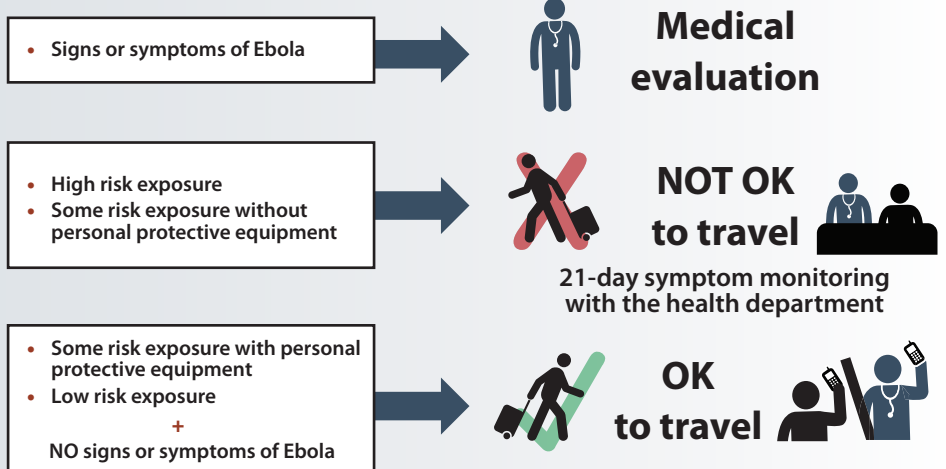 • Signs or symptoms of Ebola
Medical
evaluation
• High risk exposure
• Some risk exposure without
personal protective equipment
NOT OK
to travel
21-day symptom monitoring
with the health department
• Some risk exposure with personal
protective equipment
• Low risk exposure
+
NO signs or symptoms of Ebola
OK
to travel